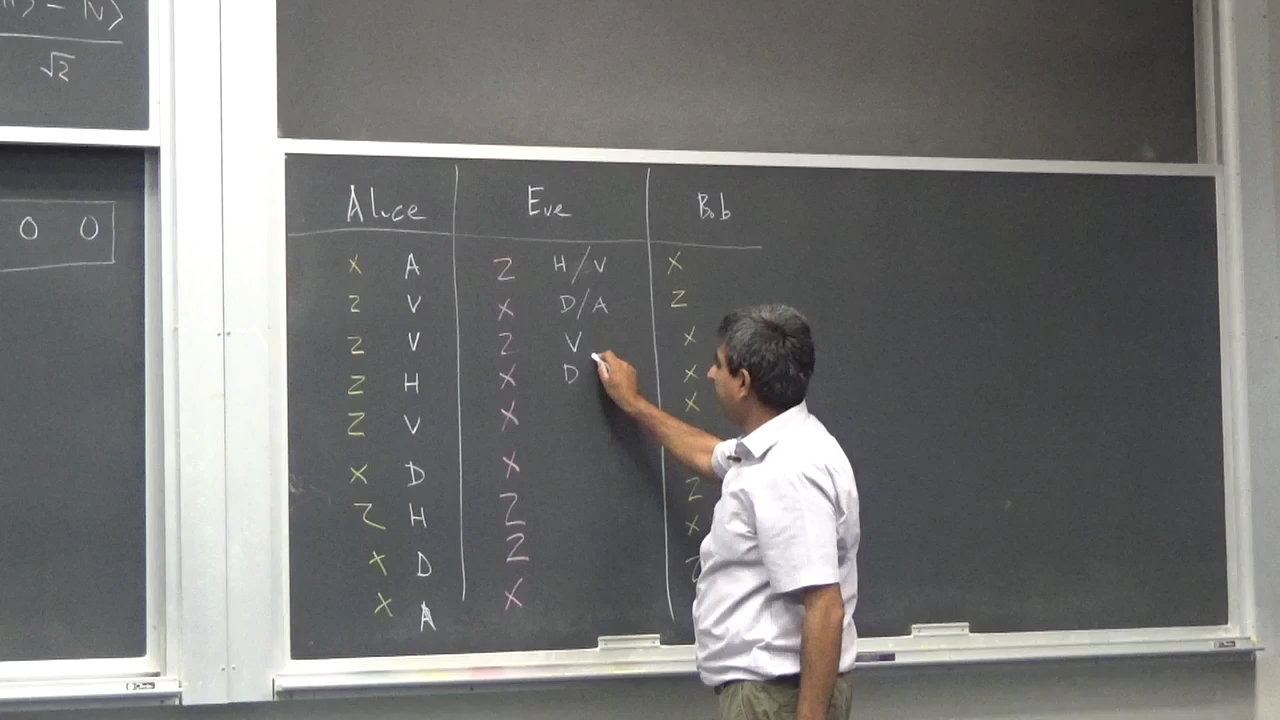 √2
0 0
Alice Eve Bob
X A Z H/V X
Z V X D/A Z
Z V Z V X
Z H X D X
Z V X X
X D X
Z H Z Z
X D Z X
X A X